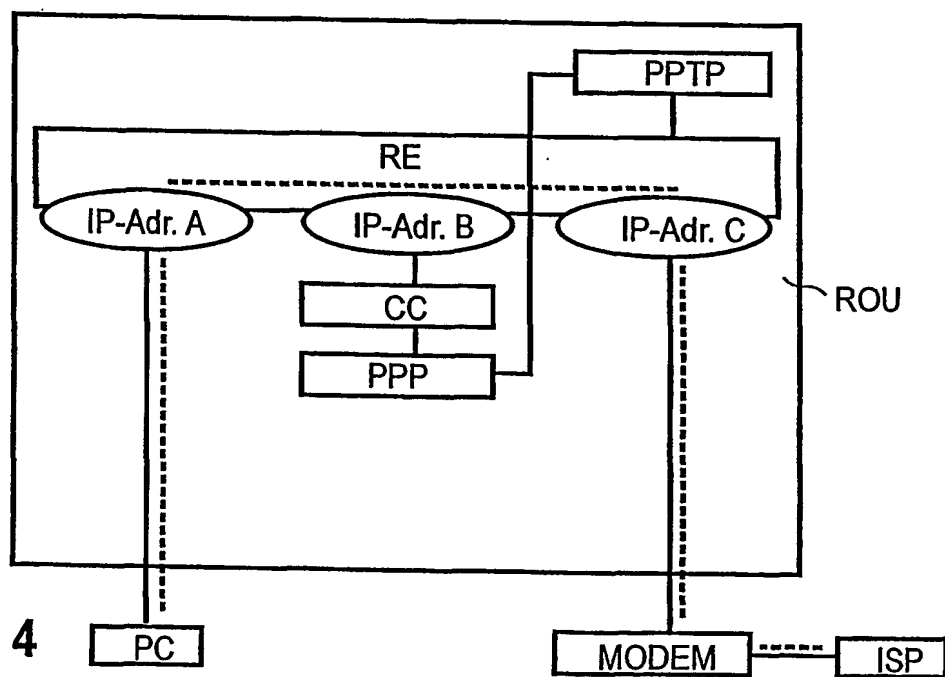 PPTP
RE
IP-Adr. A
IP-Adr. B
IP-Adr. C
CC
ROU
PPP
4
PC
MODEM
ISP